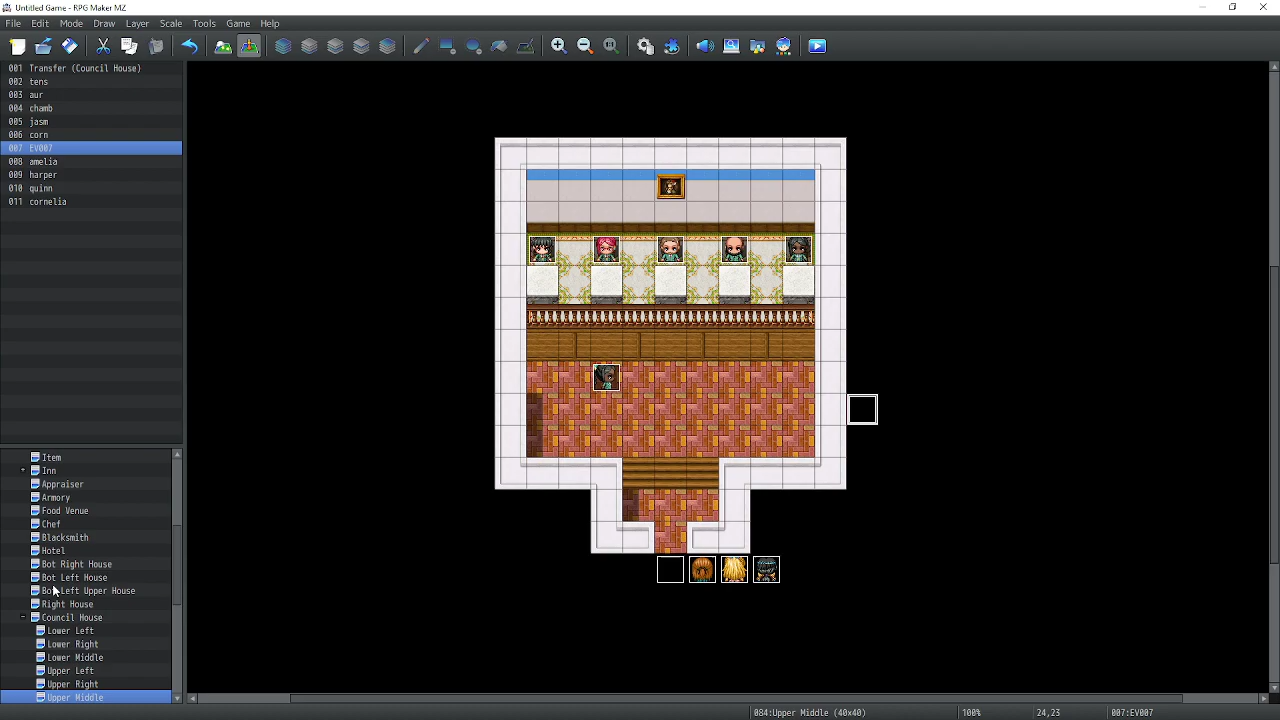 Untitled Game - RPG Maker MZ
File Edit Mode Draw Layer Scale Tools Game Help
001 Transfer (Council House)
002 tens
003 aur
004 chamb
005 jasm
006 corn
007 EV007
008 amelia
009 harper
010 quinn
011 cornelia
Item
Inn
Appraiser
Armory
Food Venue
Chef
Blacksmith
Hotel
Bot Right House
Bot Left House
Left Upper House
Right House
Council House
Lower Left
Lower Right
Lower Middle
Upper Left
Upper Right
Upper Middle
084:Upper Middle (40x40) 100% 24,23 007:EV007